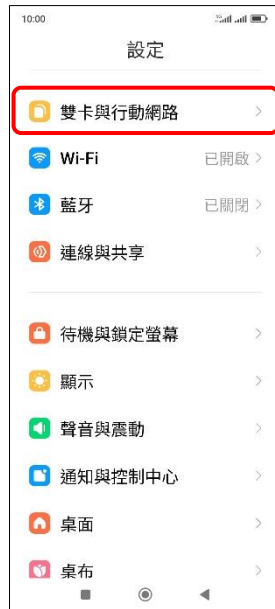 10:00
設定
雙卡與行動網路
Wi-Fi 已開啟
藍牙 已關閉
連線與共享
待機與鎖定螢幕
顯示
聲音與震動
通知與控制中心
桌面
桌布